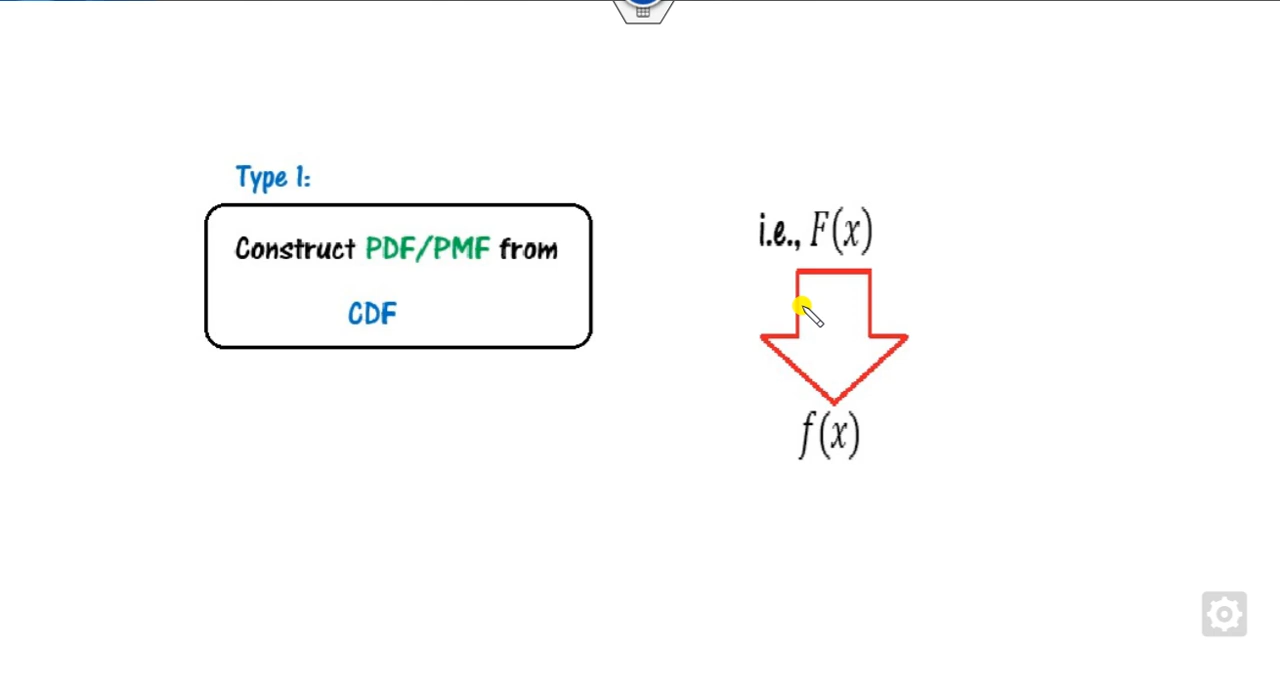 Type 1:
Construct PDF/PMF from
CDF
i.e., F(x)
f(x)